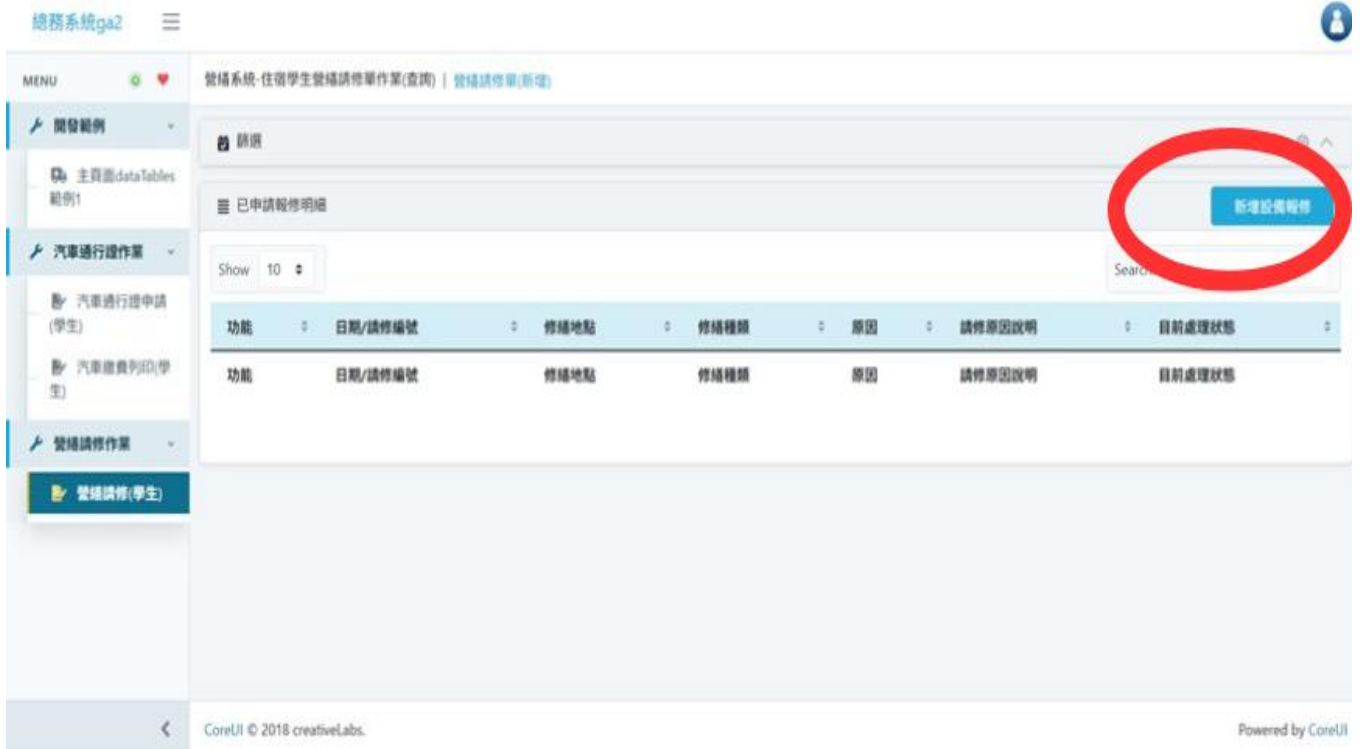 總務系統ga2
MENU
營繕系統-住宿學生營繕請修單作業(查詢) | 營繕請修單(新增)
開發範例
主頁面dataTables
範例1
汽車通行證作業
汽車通行證申請
(學生)
汽車繳費列印(學
生)
營繕請修作業
營繕請修(學生)
篩選
已申請報修明細
新增設備報修
Show 10
Search
功能 日期/請修編號 修繕地點 修繕種類 原因 請修原因說明 目前處理狀態
功能 日期/請修編號 修繕地點 修繕種類 原因 請修原因說明 目前處理狀態
CoreUI © 2018 creativeLabs.
Powered by CoreUI